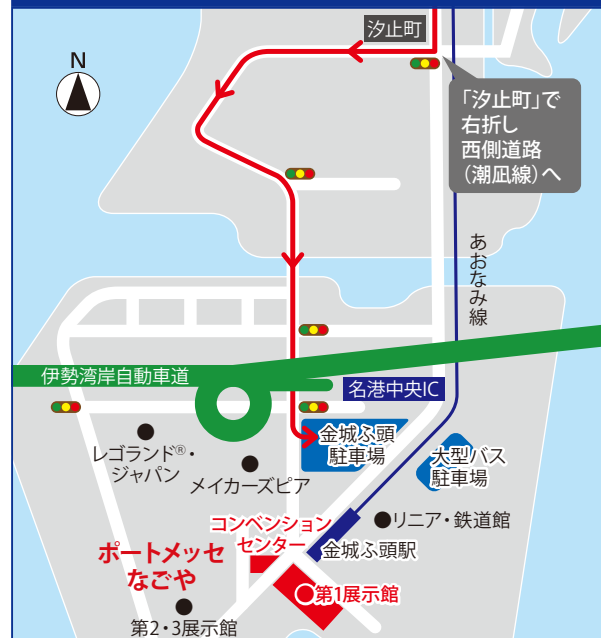 汐止町
N
「汐止町」で
右折し
西側道路
（潮凪線）へ
あおなみ線
伊勢湾岸自動車道
名港中央IC
金城ふ頭
駐車場
レゴランド®・
ジャパン
メイカーズピア
大型バス
駐車場
コンベンション
センター
リニア・鉄道館
金城ふ頭駅
ポートメッセ
なごや
第1展示館
第2・3展示館